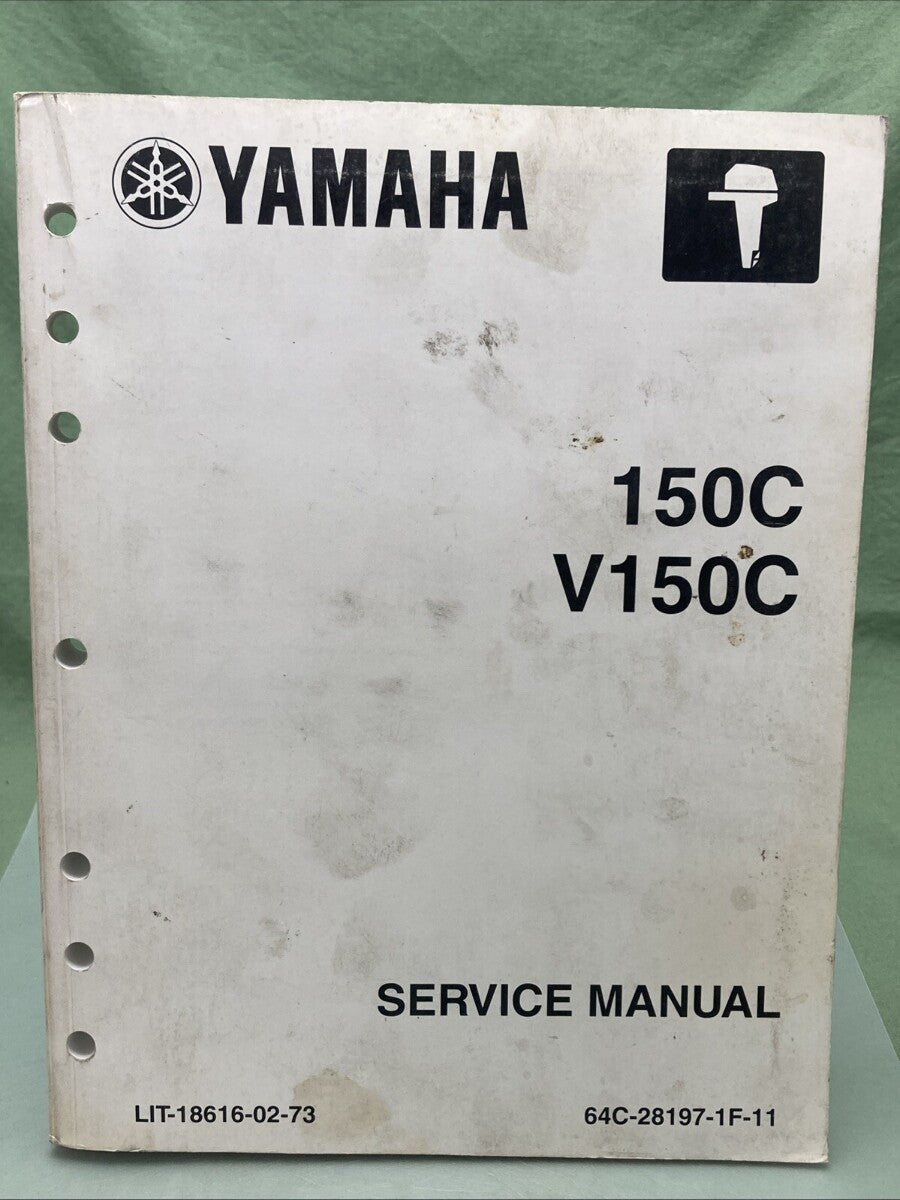 YAMAHA
150C
V150C
SERVICE MANUAL
LIT-18616-02-73
64C-28197-1F-11